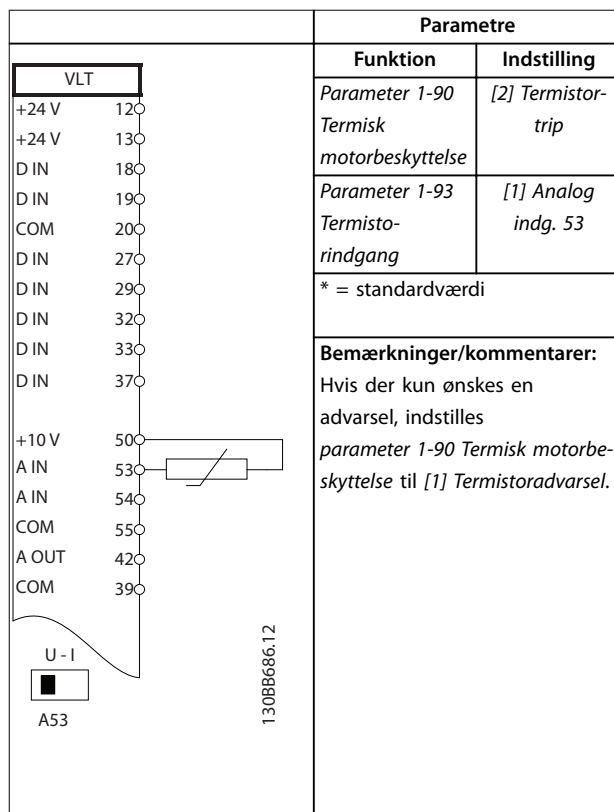 VLT
+24 V 12
+24 V 13
D IN 18
D IN 19
COM 20
D IN 27
D IN 29
D IN 32
D IN 33
D IN 37
+10 V 50
A IN 53
A IN 54
COM 55
A OUT 42
COM 39
U - I
A53
130BB686.12
Parametre
Funktion Indstilling
Parameter 1-90 [2] Termistor-
Termisk trip
motorbeskyttelse
Parameter 1-93 [1] Analog
Termisto- indg. 53
rindgang
* = standardværdi
Bemærkninger/kommentarer:
Hvis der kun ønskes en
advarsel, indstilles
parameter 1-90 Termisk motorbe-
skyttelse til [1] Termistoradvarsel.